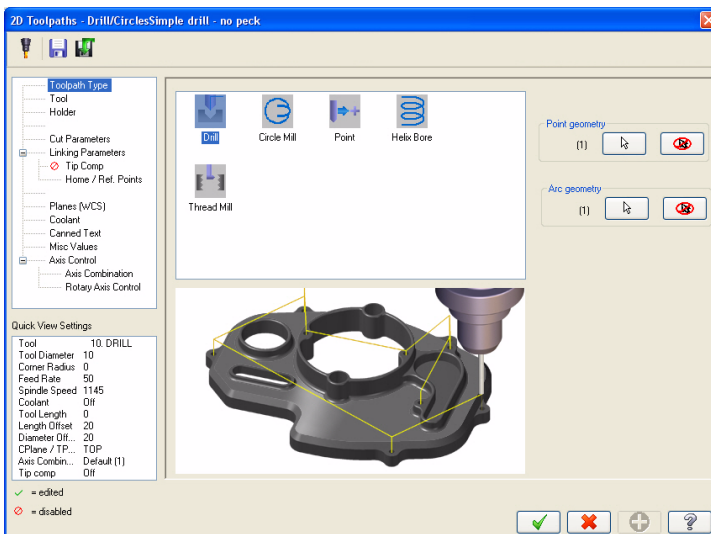 2D Toolpaths - Drill/CirclesSimple drill - no peck
Toolpath Type
Tool
Holder
Cut Parameters
Linking Parameters
Tip Comp
Home / Ref. Points
Planes (WCS)
Coolant
Canned Text
Misc Values
Axis Control
Axis Combination
Rotary Axis Control
Drill
Circle Mill
Point
Helix Bore
Thread Mill
Point geometry
(1)
Arc geometry
(1)
Quick View Settings
Tool 10. DRILL
Tool Diameter 10
Corner Radius 0
Feed Rate 50
Spindle Speed 1145
Coolant Off
Tool Length 0
Length Offset 20
Diameter Off... 20
CPlane / TP... TOP
Axis Combin... Default (1)
Tip comp Off
= edited
= disabled